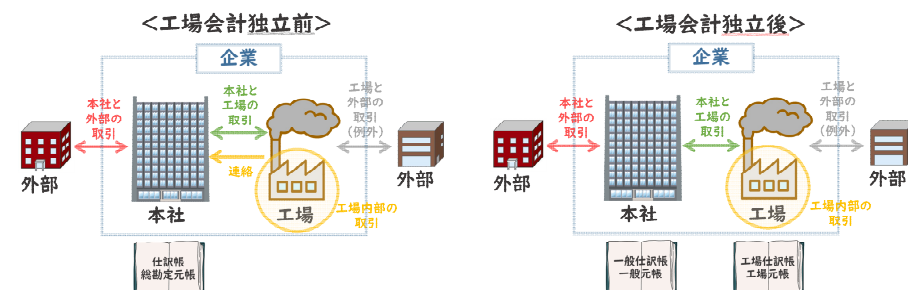 ＜工場会計独立前＞
企業
本社と
外部の
取引
本社と
工場の
取引
工場と
外部の
取引
（例外）
連絡
外部
本社
工場
外部
工場内部の
取引
仕訳帳
総勘定元帳
＜工場会計独立後＞
企業
本社と
外部の
取引
本社と
工場の
取引
工場と
外部の
取引
（例外）
外部
本社
工場
外部
工場内部の
取引
一般仕訳帳
一般元帳
工場仕訳帳
工場元帳